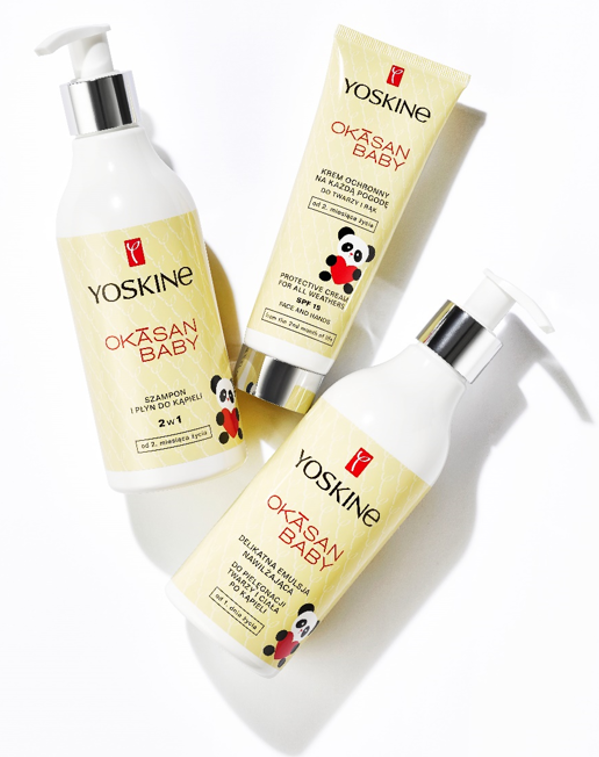 YOSKINE
OKĀSAN
BABY
SZAMPON
I PŁYN DO KĄPIELI
2 w 1
od 2. miesiąca życia
YOSKINE
OKĀSAN
BABY
KREM OCHRONNY
NA KAŻDĄ POGODĘ
DO TWARZY I RĄK
od 2. miesiąca życia
PROTECTIVE CREAM
FOR ALL WEATHERS
SPF 15
FACE AND HANDS
from the 2nd month of life
YOSKINE
OKĀSAN
BABY
DELIKATNA EMULSJA
NAWILŻAJĄCA
DO PIELĘGNACJI
TWARZY I CIAŁA
PO KĄPIELI
od 1. dnia życia